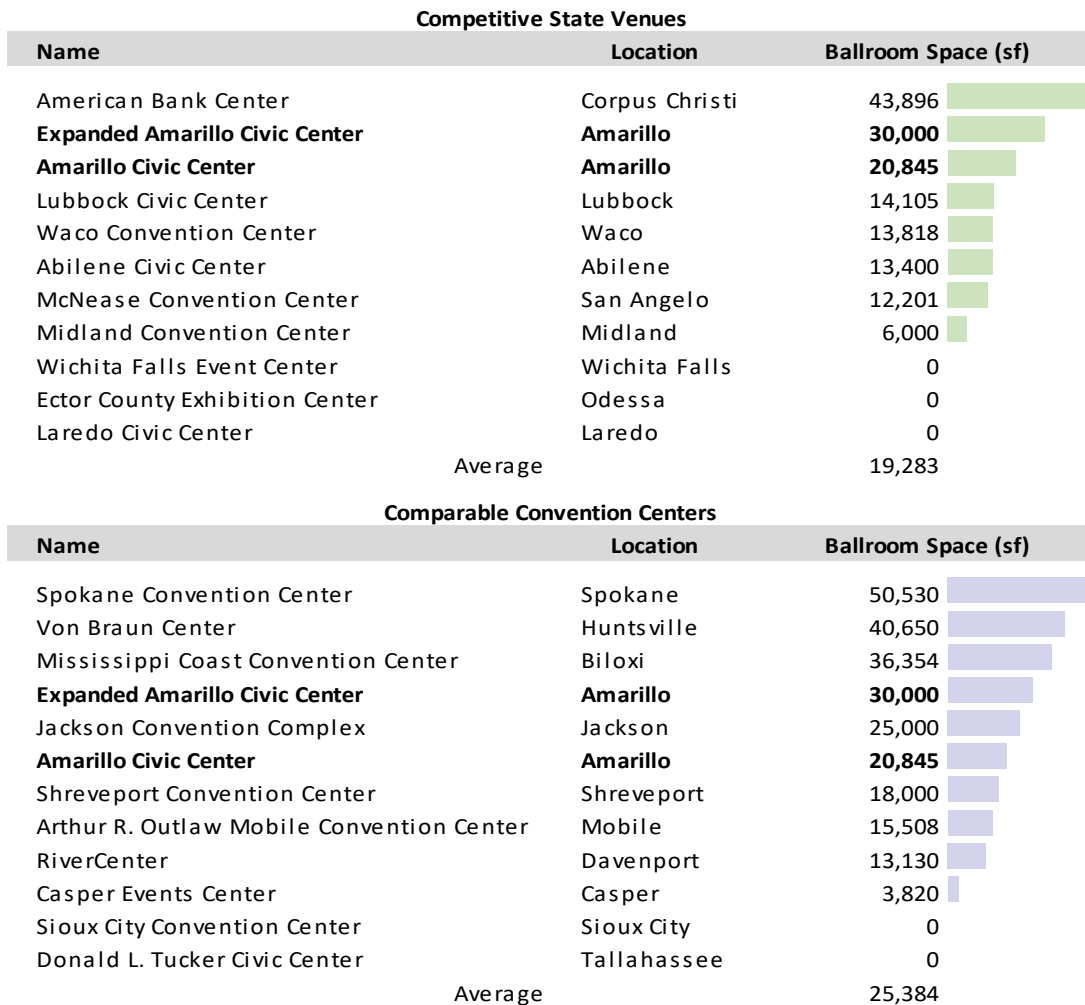 Competitive State Venues
Name Location Ballroom Space (sf)
American Bank Center Corpus Christi 43,896
Expanded Amarillo Civic Center Amarillo 30,000
Amarillo Civic Center Amarillo 20,845
Lubbock Civic Center Lubbock 14,105
Waco Convention Center Waco 13,818
Abilene Civic Center Abilene 13,400
McNease Convention Center San Angelo 12,201
Midland Convention Center Midland 6,000
Wichita Falls Event Center Wichita Falls 0
Ector County Exhibition Center Odessa 0
Laredo Civic Center Laredo 0
Average 19,283
Comparable Convention Centers
Name Location Ballroom Space (sf)
Spokane Convention Center Spokane 50,530
Von Braun Center Huntsville 40,650
Mississippi Coast Convention Center Biloxi 36,354
Expanded Amarillo Civic Center Amarillo 30,000
Jackson Convention Complex Jackson 25,000
Amarillo Civic Center Amarillo 20,845
Shreveport Convention Center Shreveport 18,000
Arthur R. Outlaw Mobile Convention Center Mobile 15,508
RiverCenter Davenport 13,130
Casper Events Center Casper 3,820
Sioux City Convention Center Sioux City 0
Donald L. Tucker Civic Center Tallahassee 0
Average 25,384